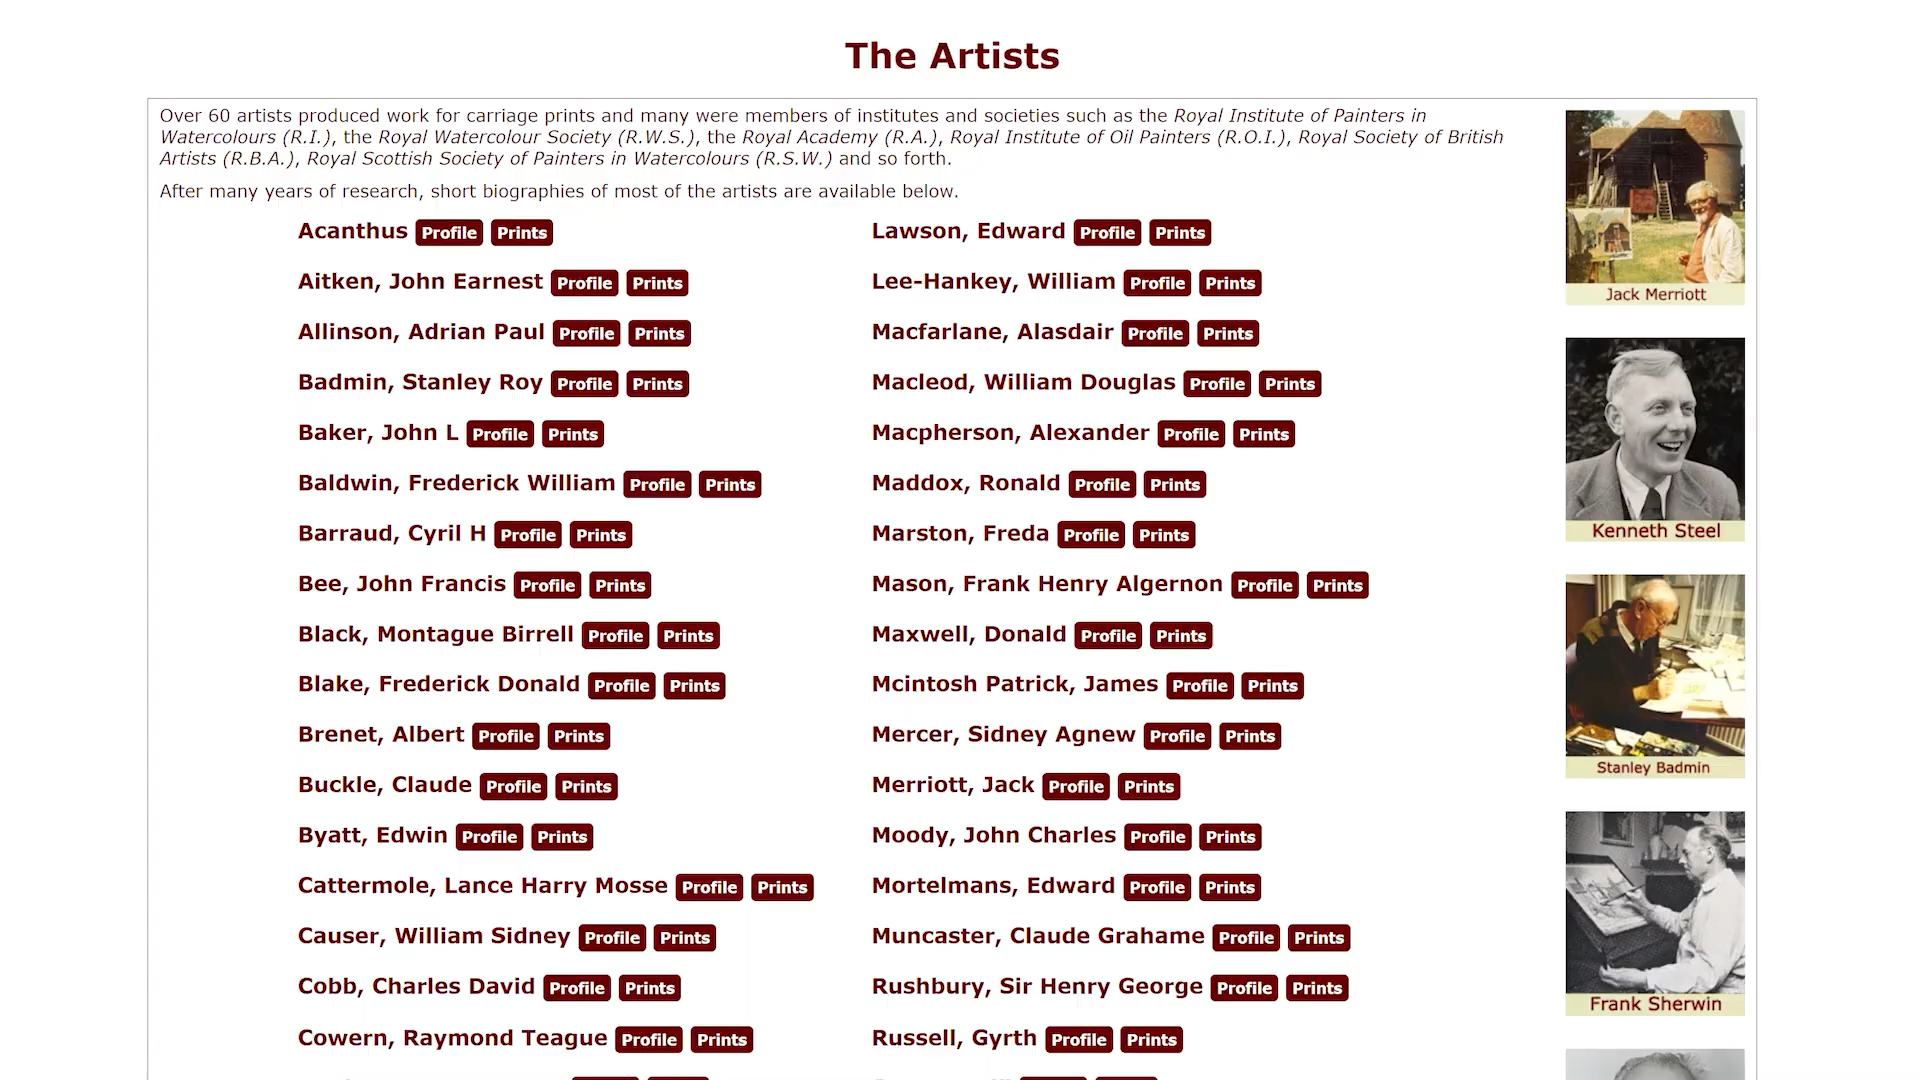 The Artists
Over 60 artists produced work for carriage prints and many were members of institutes and societies such as the Royal Institute of Painters in
Watercolours (R.I.), the Royal Watercolour Society (R.W.S.), the Royal Academy (R.A.), Royal Institute of Oil Painters (R.O.I.), Royal Society of British
Artists (R.B.A.), Royal Scottish Society of Painters in Watercolours (R.S.W.) and so forth.
After many years of research, short biographies of most of the artists are available below.
Acanthus Profile Prints
Aitken, John Earnest Profile Prints
Allinson, Adrian Paul Profile Prints
Badmin, Stanley Roy Profile Prints
Baker, John L Profile Prints
Baldwin, Frederick William Profile Prints
Barraud, Cyril H Profile Prints
Bee, John Francis Profile Prints
Black, Montague Birrell Profile Prints
Blake, Frederick Donald Profile Prints
Brenet, Albert Profile Prints
Buckle, Claude Profile Prints
Byatt, Edwin Profile Prints
Cattermole, Lance Harry Mosse Profile Prints
Causer, William Sidney Profile Prints
Cobb, Charles David Profile Prints
Cowern, Raymond Teague Profile Prints
Lawson, Edward Profile Prints
Lee-Hankey, William Profile Prints
Macfarlane, Alasdair Profile Prints
Macleod, William Douglas Profile Prints
Macpherson, Alexander Profile Prints
Maddox, Ronald Profile Prints
Marston, Freda Profile Prints
Mason, Frank Henry Algernon Profile Prints
Maxwell, Donald Profile Prints
Mcintosh Patrick, James Profile Prints
Mercer, Sidney Agnew Profile Prints
Merriott, Jack Profile Prints
Moody, John Charles Profile Prints
Mortelmans, Edward Profile Prints
Muncaster, Claude Grahame Profile Prints
Rushbury, Sir Henry George Profile Prints
Russell, Gyrth Profile Prints
Jack Merriott
Kenneth Steel
Stanley Badmin
Frank Sherwin